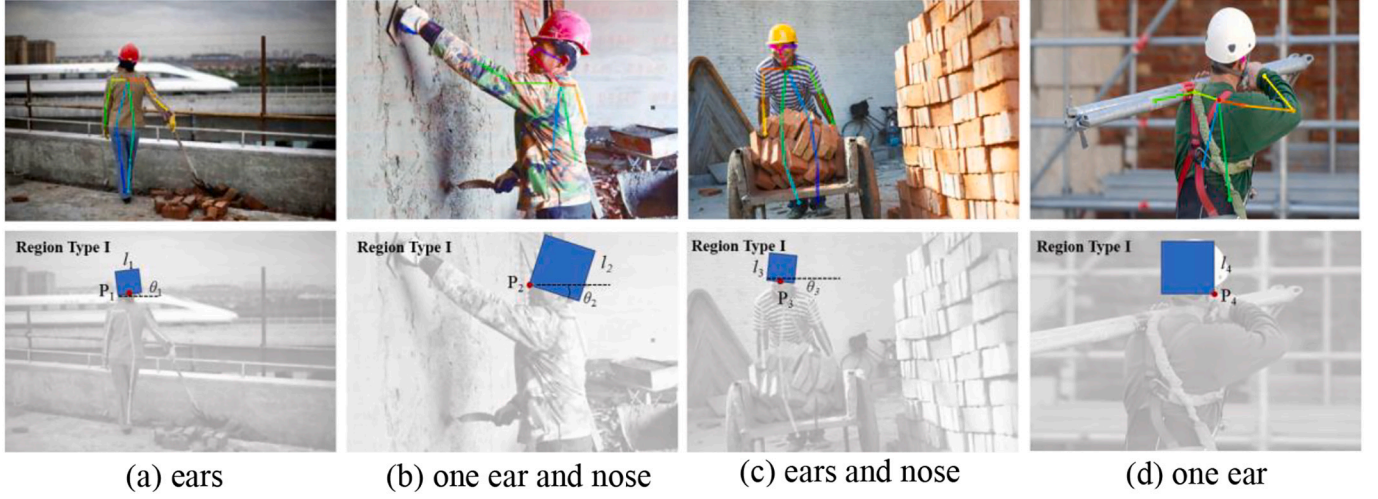 Region Type I
l₁
P₁
θ₁
Region Type I
l₂
P₂
θ₂
Region Type I
l₃
θ₃
P₃
Region Type I
l₄
P₄
(a) ears
(b) one ear and nose
(c) ears and nose
(d) one ear